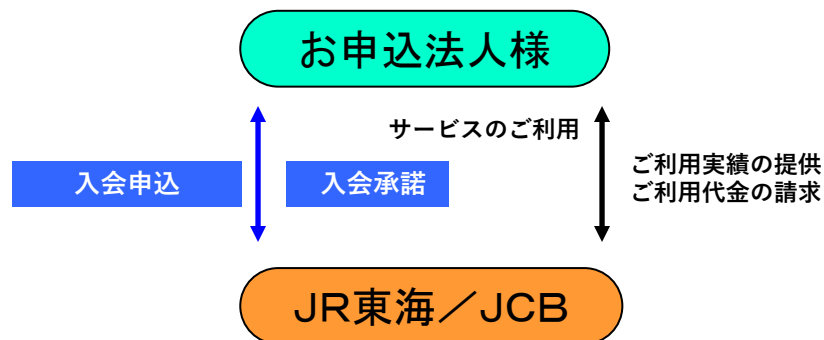 お申込法人様
サービスのご利用
入会申込
入会承諾
ご利用実績の提供
ご利用代金の請求
JR東海／JCB